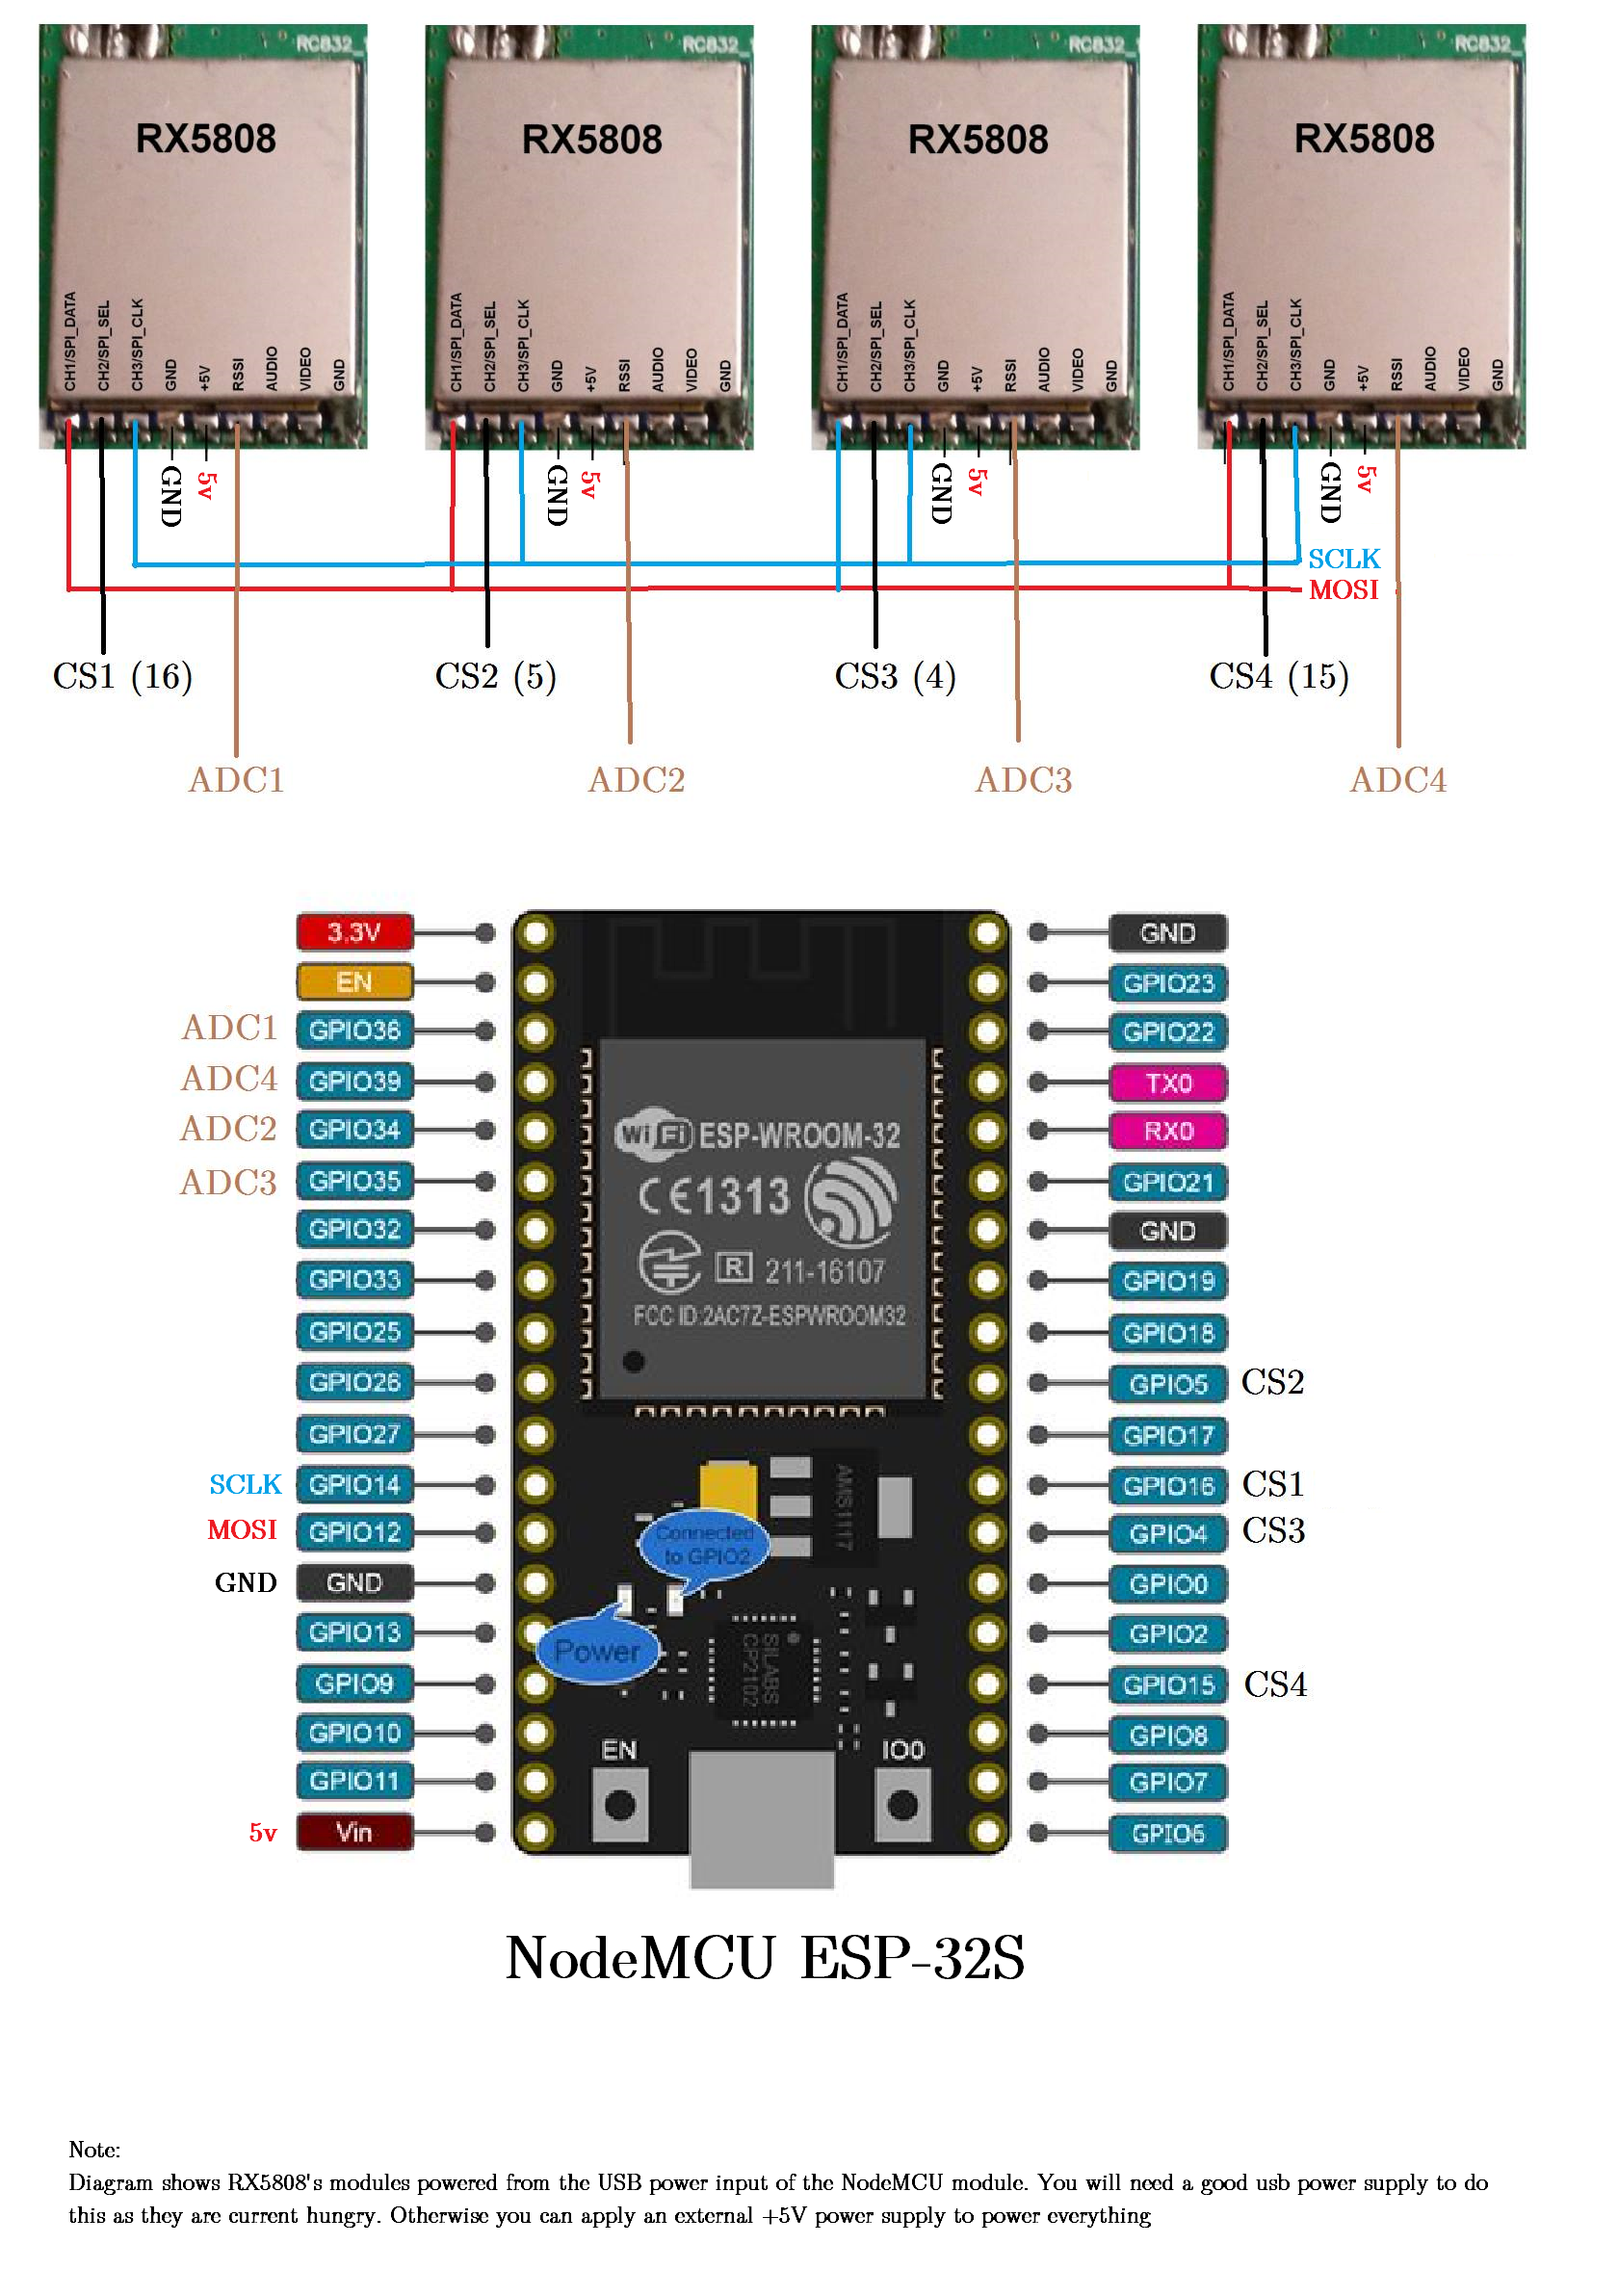 RC832_ RC832_ RC832_ RC832_
RX5808 RX5808 RX5808 RX5808
CH1/SPI_DATA CH2/SPI_SEL CH3/SPI_CLK GND +5V RSSI AUDIO VIDEO GND
CH1/SPI_DATA CH2/SPI_SEL CH3/SPI_CLK GND +5V RSSI AUDIO VIDEO GND
CH1/SPI_DATA CH2/SPI_SEL CH3/SPI_CLK GND +5V RSSI AUDIO VIDEO GND
CH1/SPI_DATA CH2/SPI_SEL CH3/SPI_CLK GND +5V RSSI AUDIO VIDEO GND
GND 5v GND 5v GND 5v GND 5v
SCLK
MOSI
CS1 (16) CS2 (5) CS3 (4) CS4 (15)
ADC1 ADC2 ADC3 ADC4
3.3V GND
EN GPIO23
ADC1 GPIO36 GPIO22
ADC4 GPIO39 TX0
ADC2 GPIO34 RX0
ADC3 GPIO35 GPIO21
GPIO32 GND
GPIO33 GPIO19
GPIO25 GPIO18
GPIO26 GPIO5 CS2
GPIO27 GPIO17
SCLK GPIO14 GPIO16 CS1
MOSI GPIO12 GPIO4 CS3
GND GND GPIO0
GPIO13 GPIO2
GPIO9 GPIO15 CS4
GPIO10 GPIO8
GPIO11 GPIO7
5v Vin GPIO6
WiFi ESP-WROOM-32
CE1313
R 211-16107
FCC ID:2AC7Z-ESPWROOM32
AMS1117
Connected
to GPIO2
Power
SILABS
CP2102
EN IO0
NodeMCU ESP-32S
Note:
Diagram shows RX5808's modules powered from the USB power input of the NodeMCU module. You will need a good usb power supply to do
this as they are current hungry. Otherwise you can apply an external +5V power supply to power everything